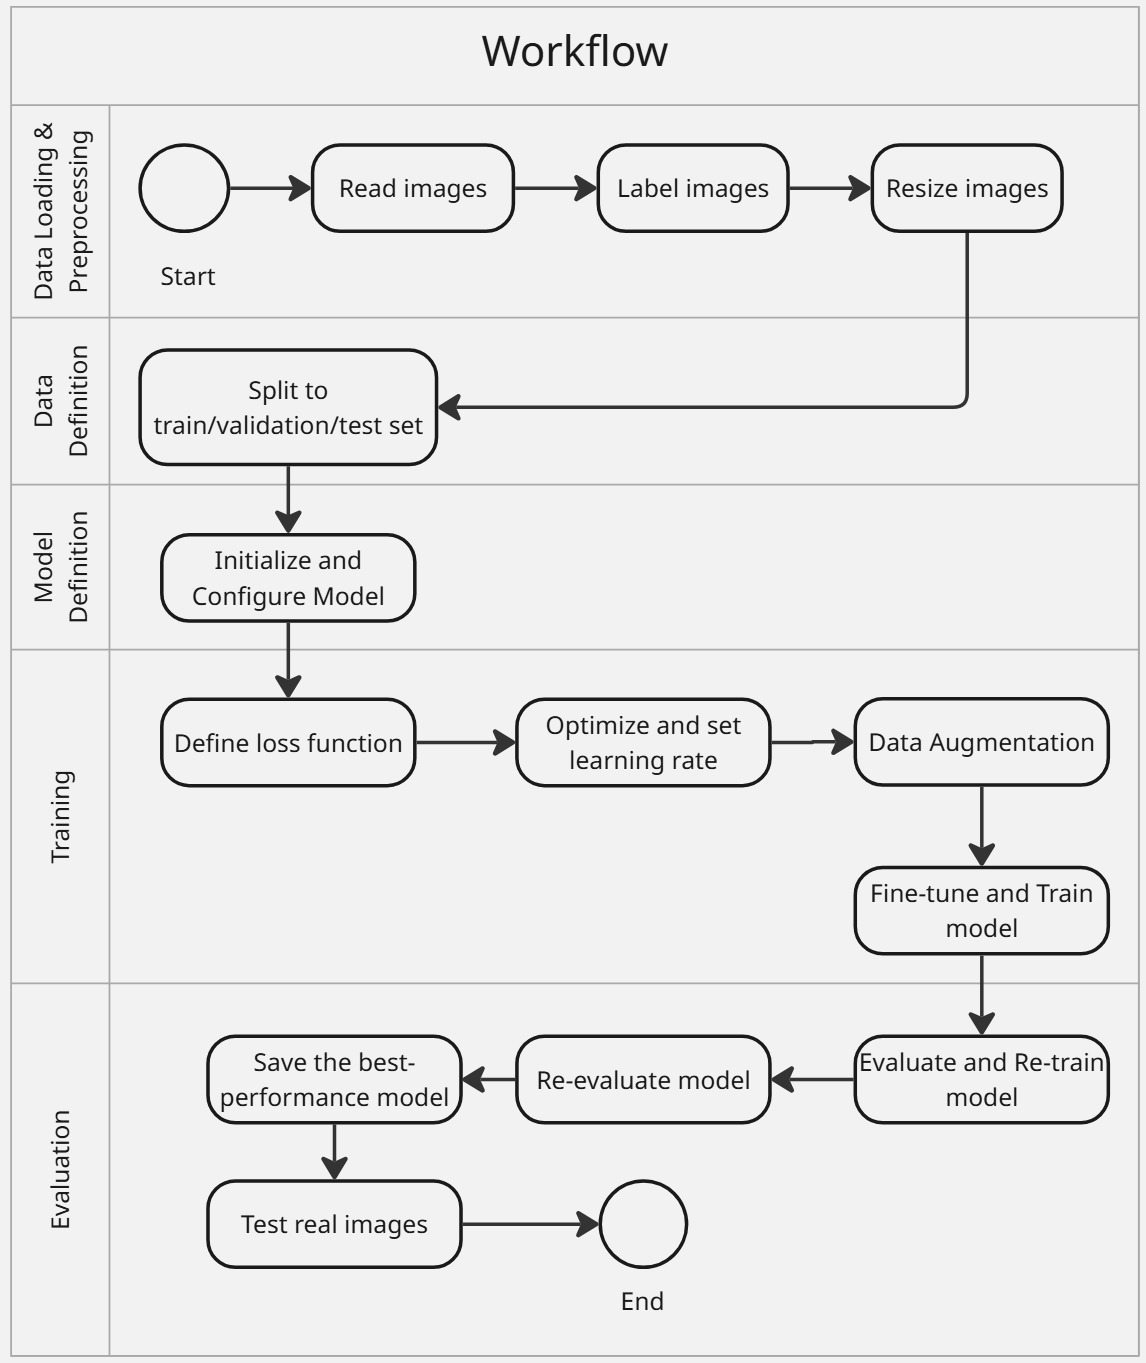 Workflow
Data Loading &
Preprocessing
Start
Read images
Label images
Resize images
Data
Definition
Split to
train/validation/test set
Model
Definition
Initialize and
Configure Model
Training
Define loss function
Optimize and set
learning rate
Data Augmentation
Fine-tune and Train
model
Evaluation
Evaluate and Re-train
model
Re-evaluate model
Save the best-
performance model
Test real images
End